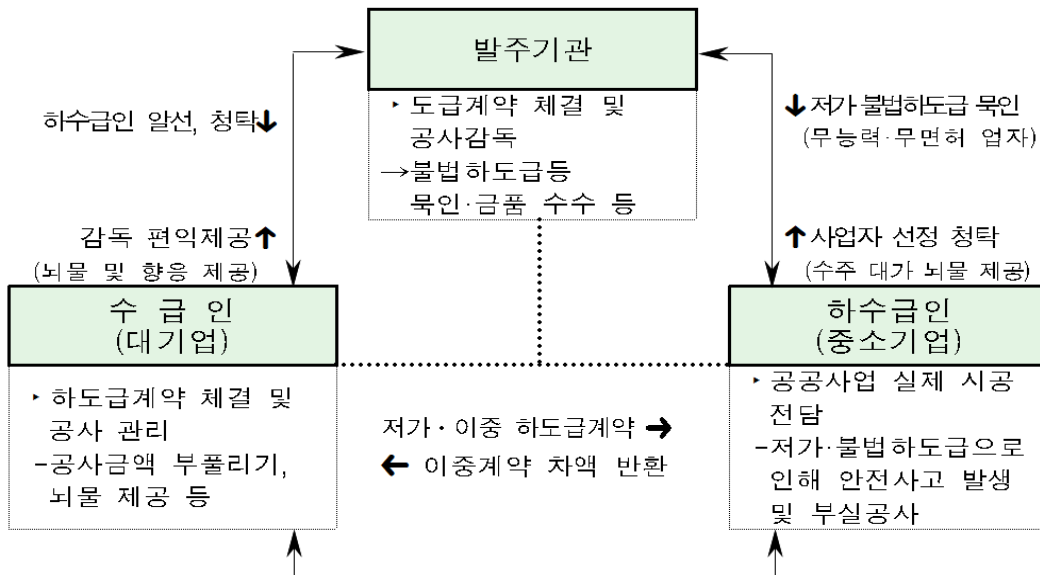 발주기관
▸ 도급계약 체결 및
공사감독
→불법하도급등
묵인·금품 수수 등
하수급인 알선, 청탁↓
감독 편익제공↑
(뇌물 및 향응 제공)
↓저가·불법하도급 묵인
(무능력·무면허 업자)
↑사업자 선정 청탁
(수주 대가 뇌물 제공)
수 급 인
(대기업)
▸ 하도급계약 체결 및
공사 관리
-공사금액 부풀리기,
뇌물 제공 등
저가·이중 하도급계약 →
← 이중계약 차액 반환
하수급인
(중소기업)
▸ 공공사업 실제 시공
전담
-저가·불법하도급으로
인해 안전사고 발생
및 부실공사